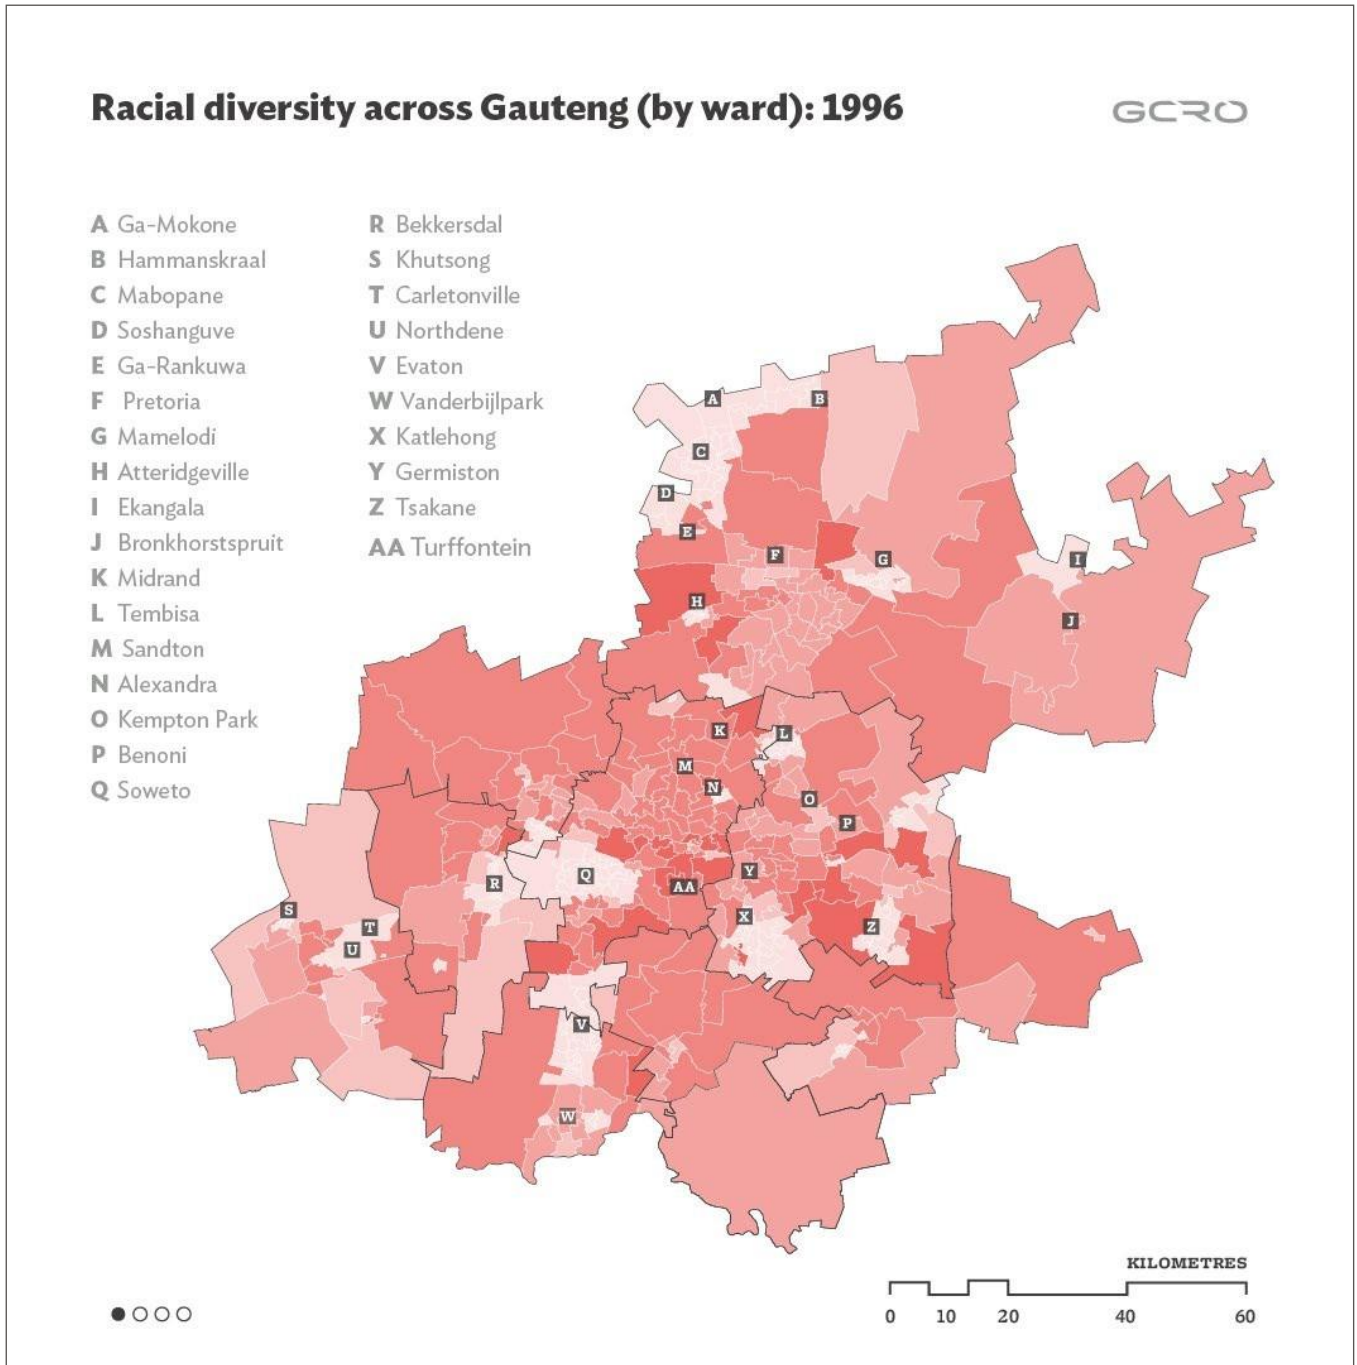 Racial diversity across Gauteng (by ward): 1996
GCRO
A Ga-Mokone
B Hammanskraal
C Mabopane
D Soshanguve
E Ga-Rankuwa
F Pretoria
G Mamelodi
H Atteridgeville
I Ekangala
J Bronkhorstspruit
K Midrand
L Tembisa
M Sandton
N Alexandra
O Kempton Park
P Benoni
Q Soweto
R Bekkersdal
S Khutsong
T Carletonville
U Northdene
V Evaton
W Vanderbijlpark
X Katlehong
Y Germiston
Z Tsakane
AA Turffontein
A
B
C
D
E
F
G
I
H
J
K
L
M
N
O
P
Q
R
AA
Y
S
X
T
Z
U
V
W
KILOMETRES
0 10 20 40 60